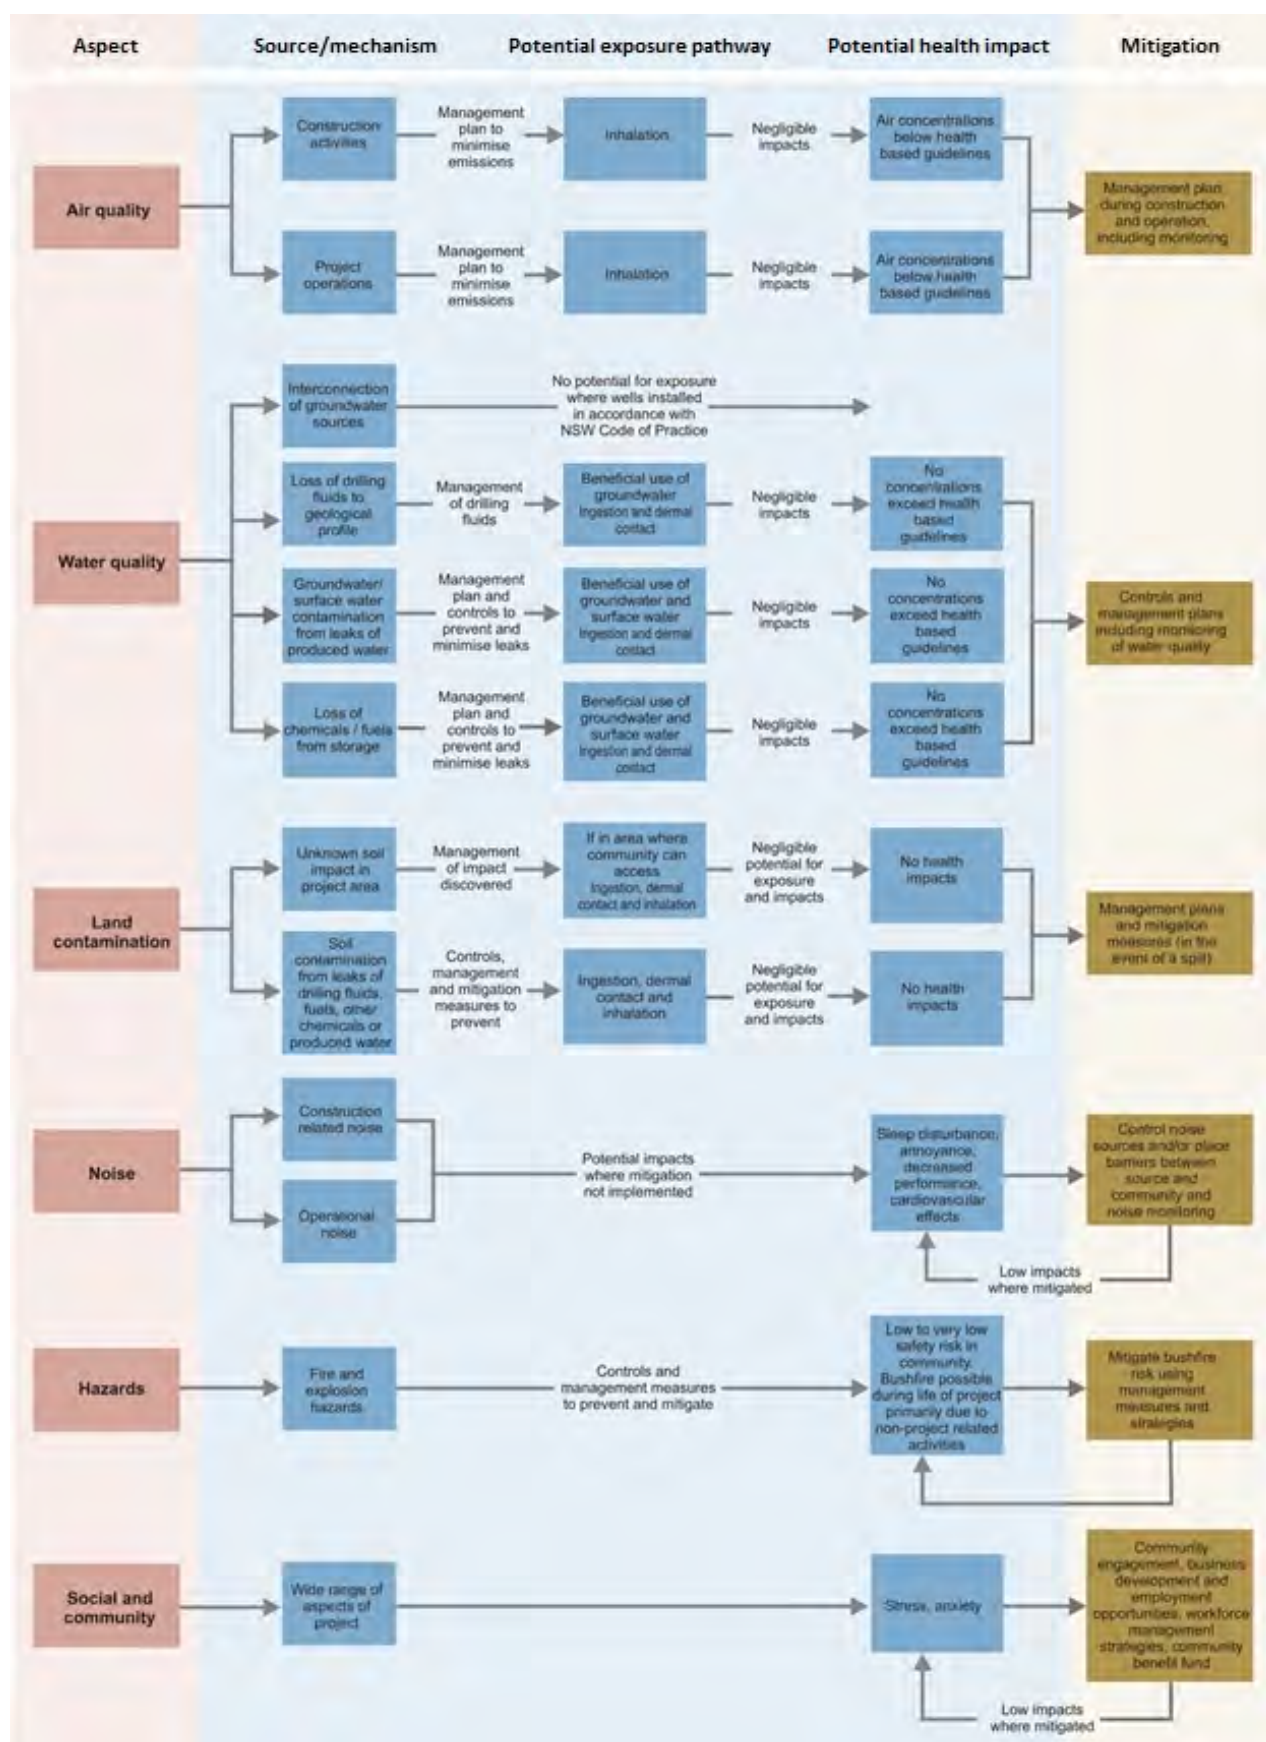 Aspect
Source/mechanism
Potential exposure pathway
Potential health impact
Mitigation
Air quality
Construction
activities
Management
plan to
minimise
emissions
Inhalation
Negligible
impacts
Air concentrations
below health
based guidelines
Project
operations
Management
plan to
minimise
emissions
Inhalation
Negligible
impacts
Air concentrations
below health
based guidelines
Management plan
during construction
and operation,
including monitoring
Water quality
Interconnection
of groundwater
sources
No potential for exposure
where wells installed
in accordance with
NSW Code of Practice
Loss of drilling
fluids to
geological
profile
Management
of drilling
fluids
Beneficial use of
groundwater
Ingestion and dermal
contact
Negligible
impacts
No
concentrations
exceed health
based
guidelines
Groundwater/
surface water
contamination
from leaks of
produced water
Management
plan and
controls to
prevent and
minimise leaks
Beneficial use of
groundwater and
surface water
Ingestion and dermal
contact
Negligible
impacts
No
concentrations
exceed health
based
guidelines
Loss of
chemicals / fuels
from storage
Management
plan and
controls to
prevent and
minimise leaks
Beneficial use of
groundwater and
surface water
Ingestion and dermal
contact
Negligible
impacts
No
concentrations
exceed health
based
guidelines
Controls and
management plans
including monitoring
of water quality
Land
contamination
Unknown soil
impact in
project area
Management
of impact
discovered
If in area where
community can
access
Ingestion, dermal
contact and inhalation
Negligible
potential for
exposure
and impacts
No health
impacts
Soil
contamination
from leaks of
drilling fluids,
fuels, other
chemicals or
produced water
Controls,
management
and mitigation
measures to
prevent
Ingestion, dermal
contact and
inhalation
Negligible
potential for
exposure
and impacts
No health
impacts
Management plans
and mitigation
measures (in the
event of a spill)
Noise
Construction
related noise
Operational
noise
Potential impacts
where mitigation
not implemented
Sleep disturbance,
annoyance,
decreased
performance,
cardiovascular
effects
Control noise
sources and/or place
barriers between
source and
community and
noise monitoring
Low impacts
where mitigated
Hazards
Fire and
explosion
hazards
Controls and
management measures
to prevent and mitigate
Low to very low
safety risk in
community.
Bushfire possible
during life of project
primarily due to
non-project related
activities
Mitigate bushfire
risk using
management
measures and
strategies
Social and
community
Wide range of
aspects of
project
Stress, anxiety
Community
engagement, business
development and
employment
opportunities, workforce
management
strategies, community
benefit fund
Low impacts
where mitigated